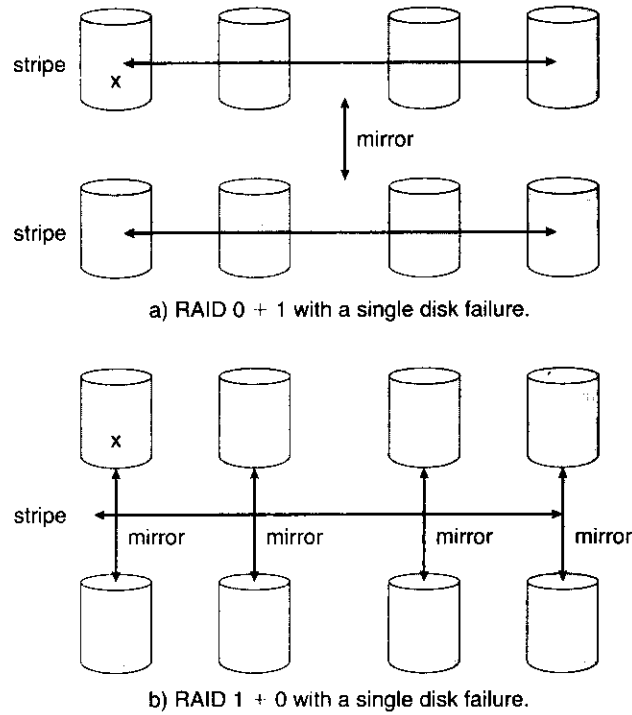 stripe
x
mirror
stripe
a) RAID 0 + 1 with a single disk failure.
x
stripe
mirror mirror mirror mirror
b) RAID 1 + 0 with a single disk failure.